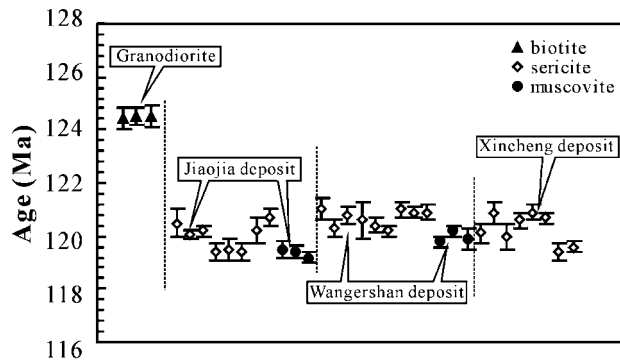 128
126
124
122
120
118
116
Age (Ma)
Granodiorite
biotite
sericite
muscovite
Jiaojia deposit
Xincheng deposit
Wangershan deposit